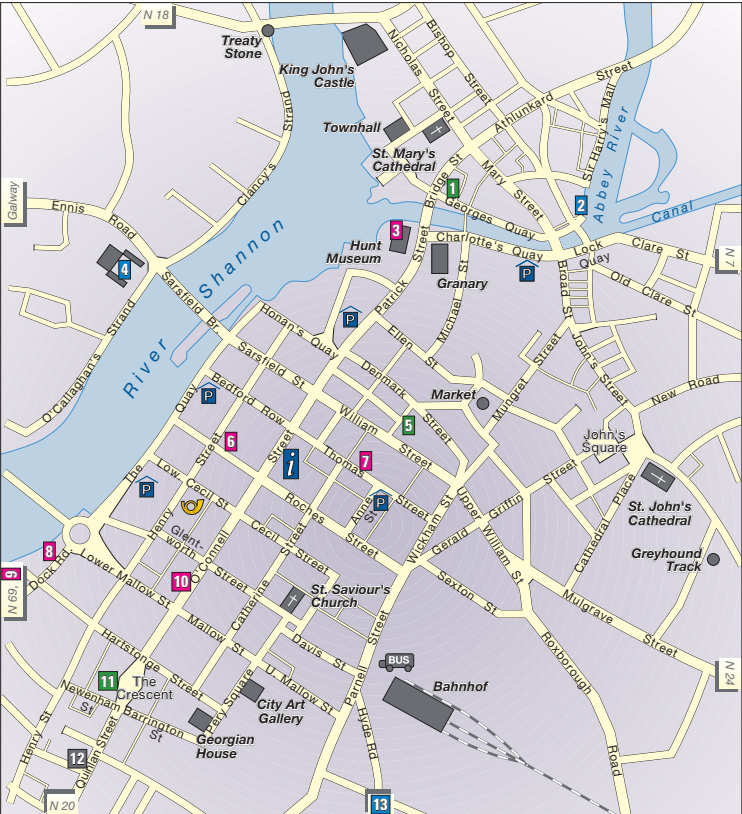 N 18
Treaty
Stone
King John's
Castle
Nicholas
Street
Bishop
Street
Athlunkard
Street
Townhall
St. Mary's
Cathedral
Strand
Clancy's
Bridge St
Mary Street
Sir Harry's Mall
Abbey River
1
2
Canal
Galway
Ennis
Road
Georges Quay
Charlotte's Quay
Lock
Quay
Clare St
N 7
3
Hunt
Museum
Granary
P
Old Clare St
4
River Shannon
Sarsfield Br.
Patrick
Street
Michael St
Broad St
John's Street
P
Honan's Quay
Ellen St
O'Callaghan's
Strand
Sarsfield St
Denmark
Street
Market
Mungret Street
New Road
P
Bedford Row
William
Street
5
John's
Square
The
Quay
6
i
Thomas
Street
7
P
Low. Cecil St
Henry
Street
Roches
Street
Anne
St
P
Wickham St
Upper
William St
Gerald Griffin Street
St. John's
Cathedral
Cathedral Place
Glent-
worth
Street
O'Connel
Street
Cecil Street
Greyhound
Track
8
9
Dock Rd
N 69,
Lower Mallow St
10
Catherine
Street
St. Saviour's
Church
Sexton St
Mulgrave
Street
Mallow St
Davis St
Parnell
Street
Roxborough
Road
N 24
Hartstonge
Street
BUS
U. Mallow St
11
The
Crescent
Pery Square
City Art
Gallery
Bahnhof
Newenham
St
Barrington
St
Georgian
House
Hyde Rd
Henry St
12
Quinlan Street
N 20
13